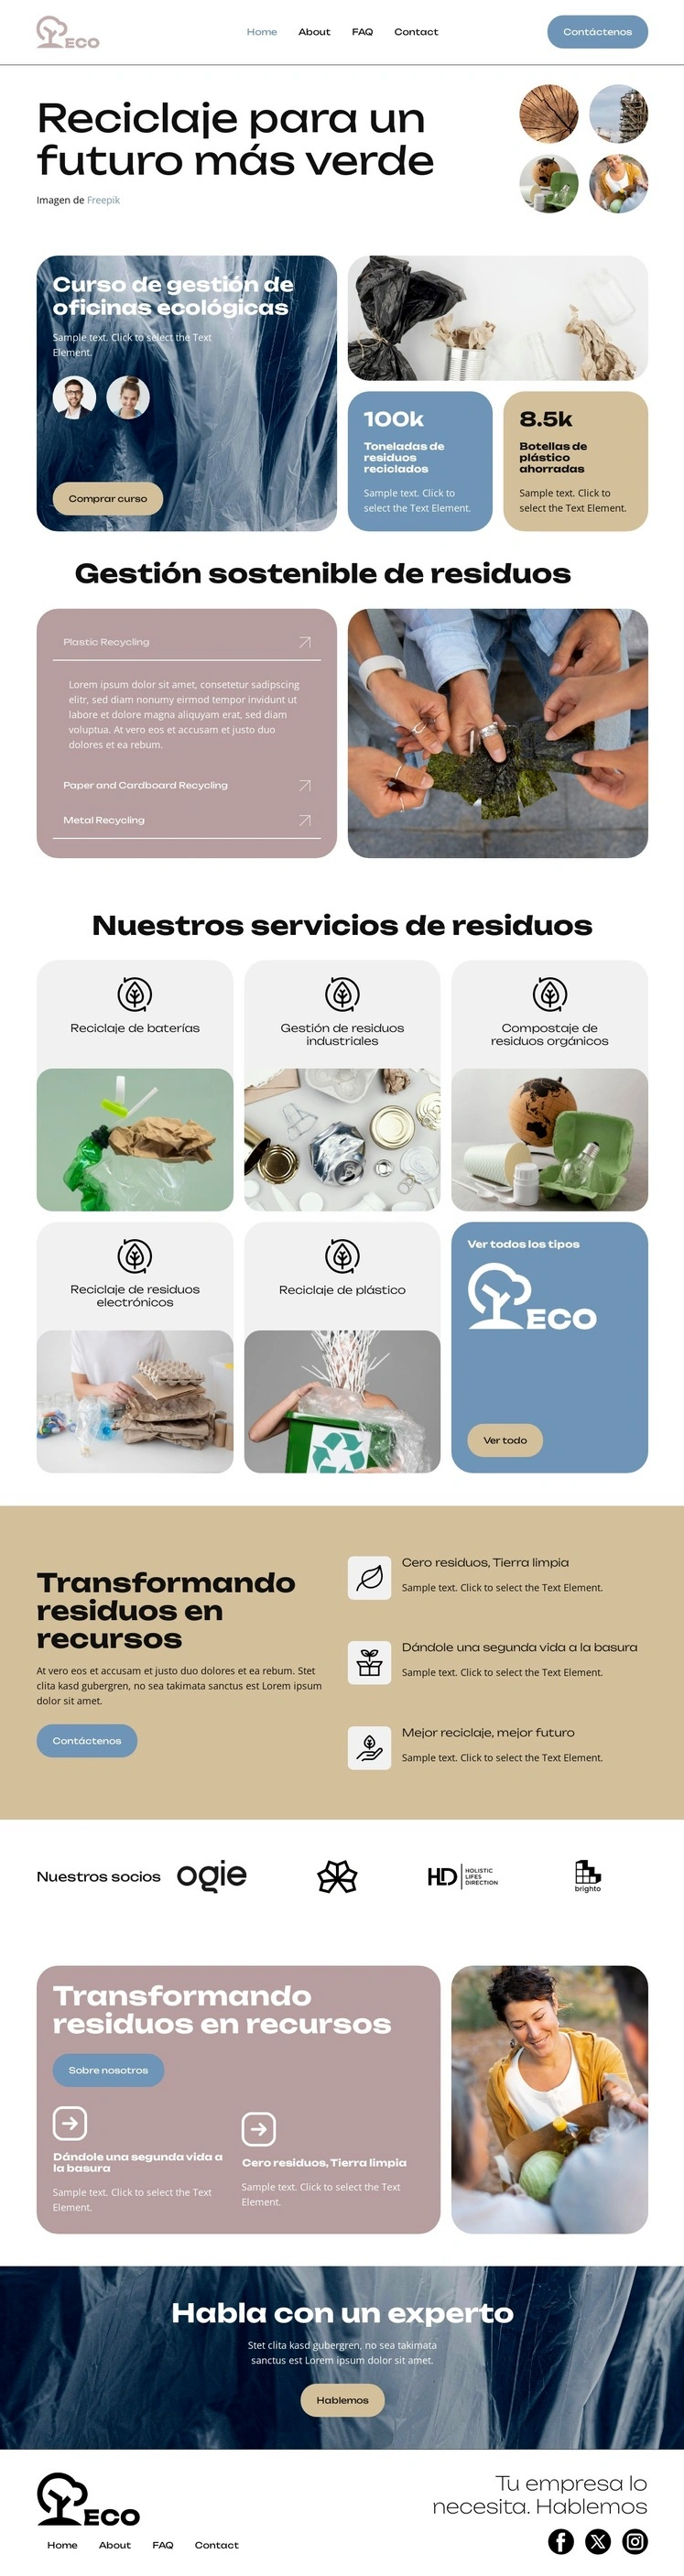 ECO
Home About FAQ Contact
Contáctenos
Reciclaje para un
futuro más verde
Imagen de Freepik
Curso de gestión de
oficinas ecológicas
Sample text. Click to select the Text
Element.
Comprar curso
100k
Toneladas de
residuos
reciclados
Sample text. Click to
select the Text Element.
8.5k
Botellas de
plástico
ahorradas
Sample text. Click to
select the Text Element.
Gestión sostenible de residuos
Plastic Recycling
Lorem ipsum dolor sit amet, consetetur sadipscing
elitr, sed diam nonumy eirmod tempor invidunt ut
labore et dolore magna aliquyam erat, sed diam
voluptua. At vero eos et accusam et justo duo
dolores et ea rebum.
Paper and Cardboard Recycling
Metal Recycling
Nuestros servicios de residuos
Reciclaje de baterías
Gestión de residuos
industriales
Compostaje de
residuos orgánicos
Reciclaje de residuos
electrónicos
Reciclaje de plástico
Ver todos los tipos
ECO
Ver todo
Transformando
residuos en
recursos
At vero eos et accusam et justo duo dolores et ea rebum. Stet
clita kasd gubergren, no sea takimata sanctus est Lorem ipsum
dolor sit amet.
Contáctenos
Cero residuos, Tierra limpia
Sample text. Click to select the Text Element.
Dándole una segunda vida a la basura
Sample text. Click to select the Text Element.
Mejor reciclaje, mejor futuro
Sample text. Click to select the Text Element.
Nuestros socios
ogie
HD
HOLISTIC
LIFES
DIRECTION
brighto
Transformando
residuos en recursos
Sobre nosotros
Dándole una segunda vida a
la basura
Sample text. Click to select the Text
Element.
Cero residuos, Tierra limpia
Sample text. Click to select the Text
Element.
Habla con un experto
Stet clita kasd gubergren, no sea takimata
sanctus est Lorem ipsum dolor sit amet.
Hablemos
ECO
Home About FAQ Contact
Tu empresa lo
necesita. Hablemos